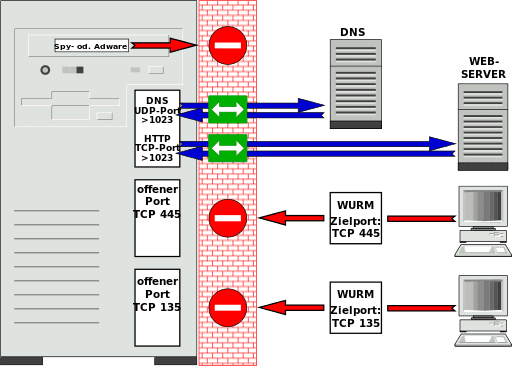 Spy- od. Adware
DNS
WEB-
SERVER
DNS
UDP-Port
>1023
HTTP
TCP-Port
>1023
offener
Port
TCP 445
WURM
Zielport:
TCP 445
offener
Port
TCP 135
WURM
Zielport:
TCP 135